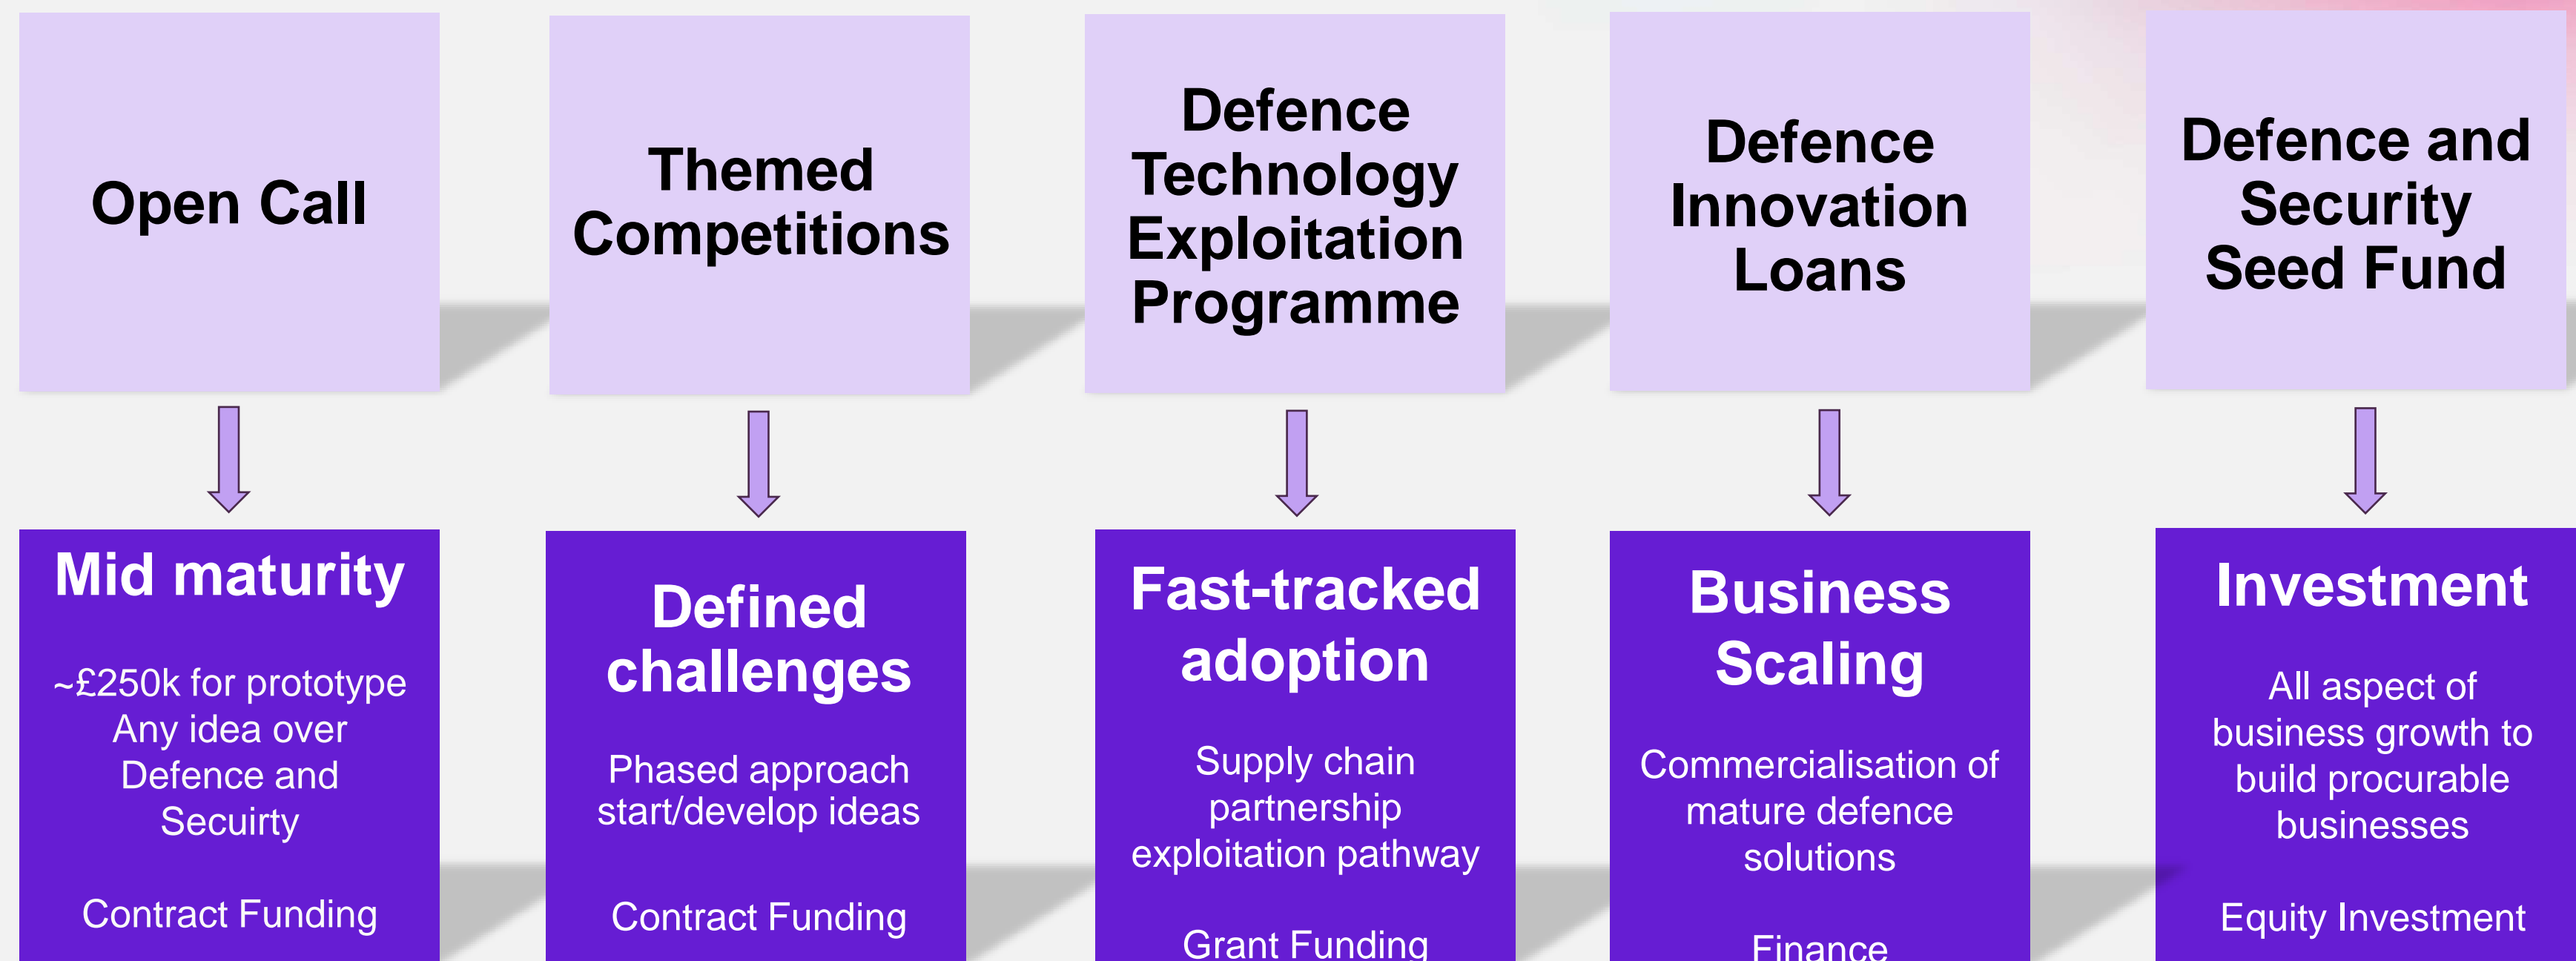 Open Call
Themed
Competitions
Defence
Technology
Exploitation
Programme
Defence
Innovation
Loans
Defence and
Security
Seed Fund
Mid maturity
~£250k for prototype
Any idea over
Defence and
Secuirty
Contract Funding
Defined
challenges
Phased approach
start/develop ideas
Contract Funding
Fast-tracked
adoption
Supply chain
partnership
exploitation pathway
Grant Funding
Business
Scaling
Commercialisation of
mature defence
solutions
Finance
Investment
All aspect of
business growth to
build procurable
businesses
Equity Investment